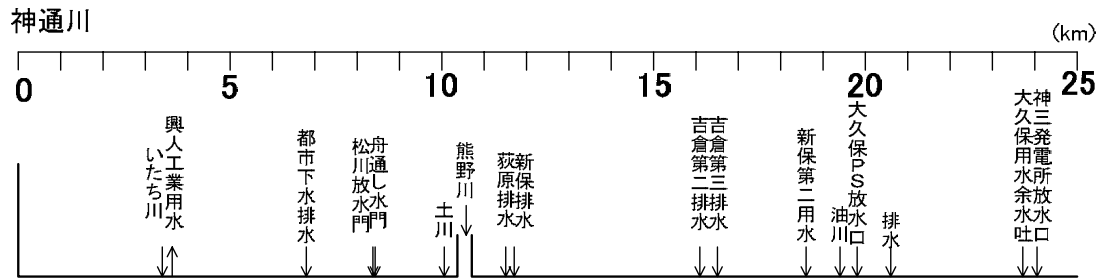 神通川
(km)
0
5
10
15
20
25
いたち川
興人工業用水
都市下水排水
松川放水門
舟通し水門
土川
熊野川
荻原排水
新保排水
吉倉第二排水
吉倉第三排水
新保第二用水
油川
大久保PS放水口
排水
大久保用水余水吐
神三発電所放水口